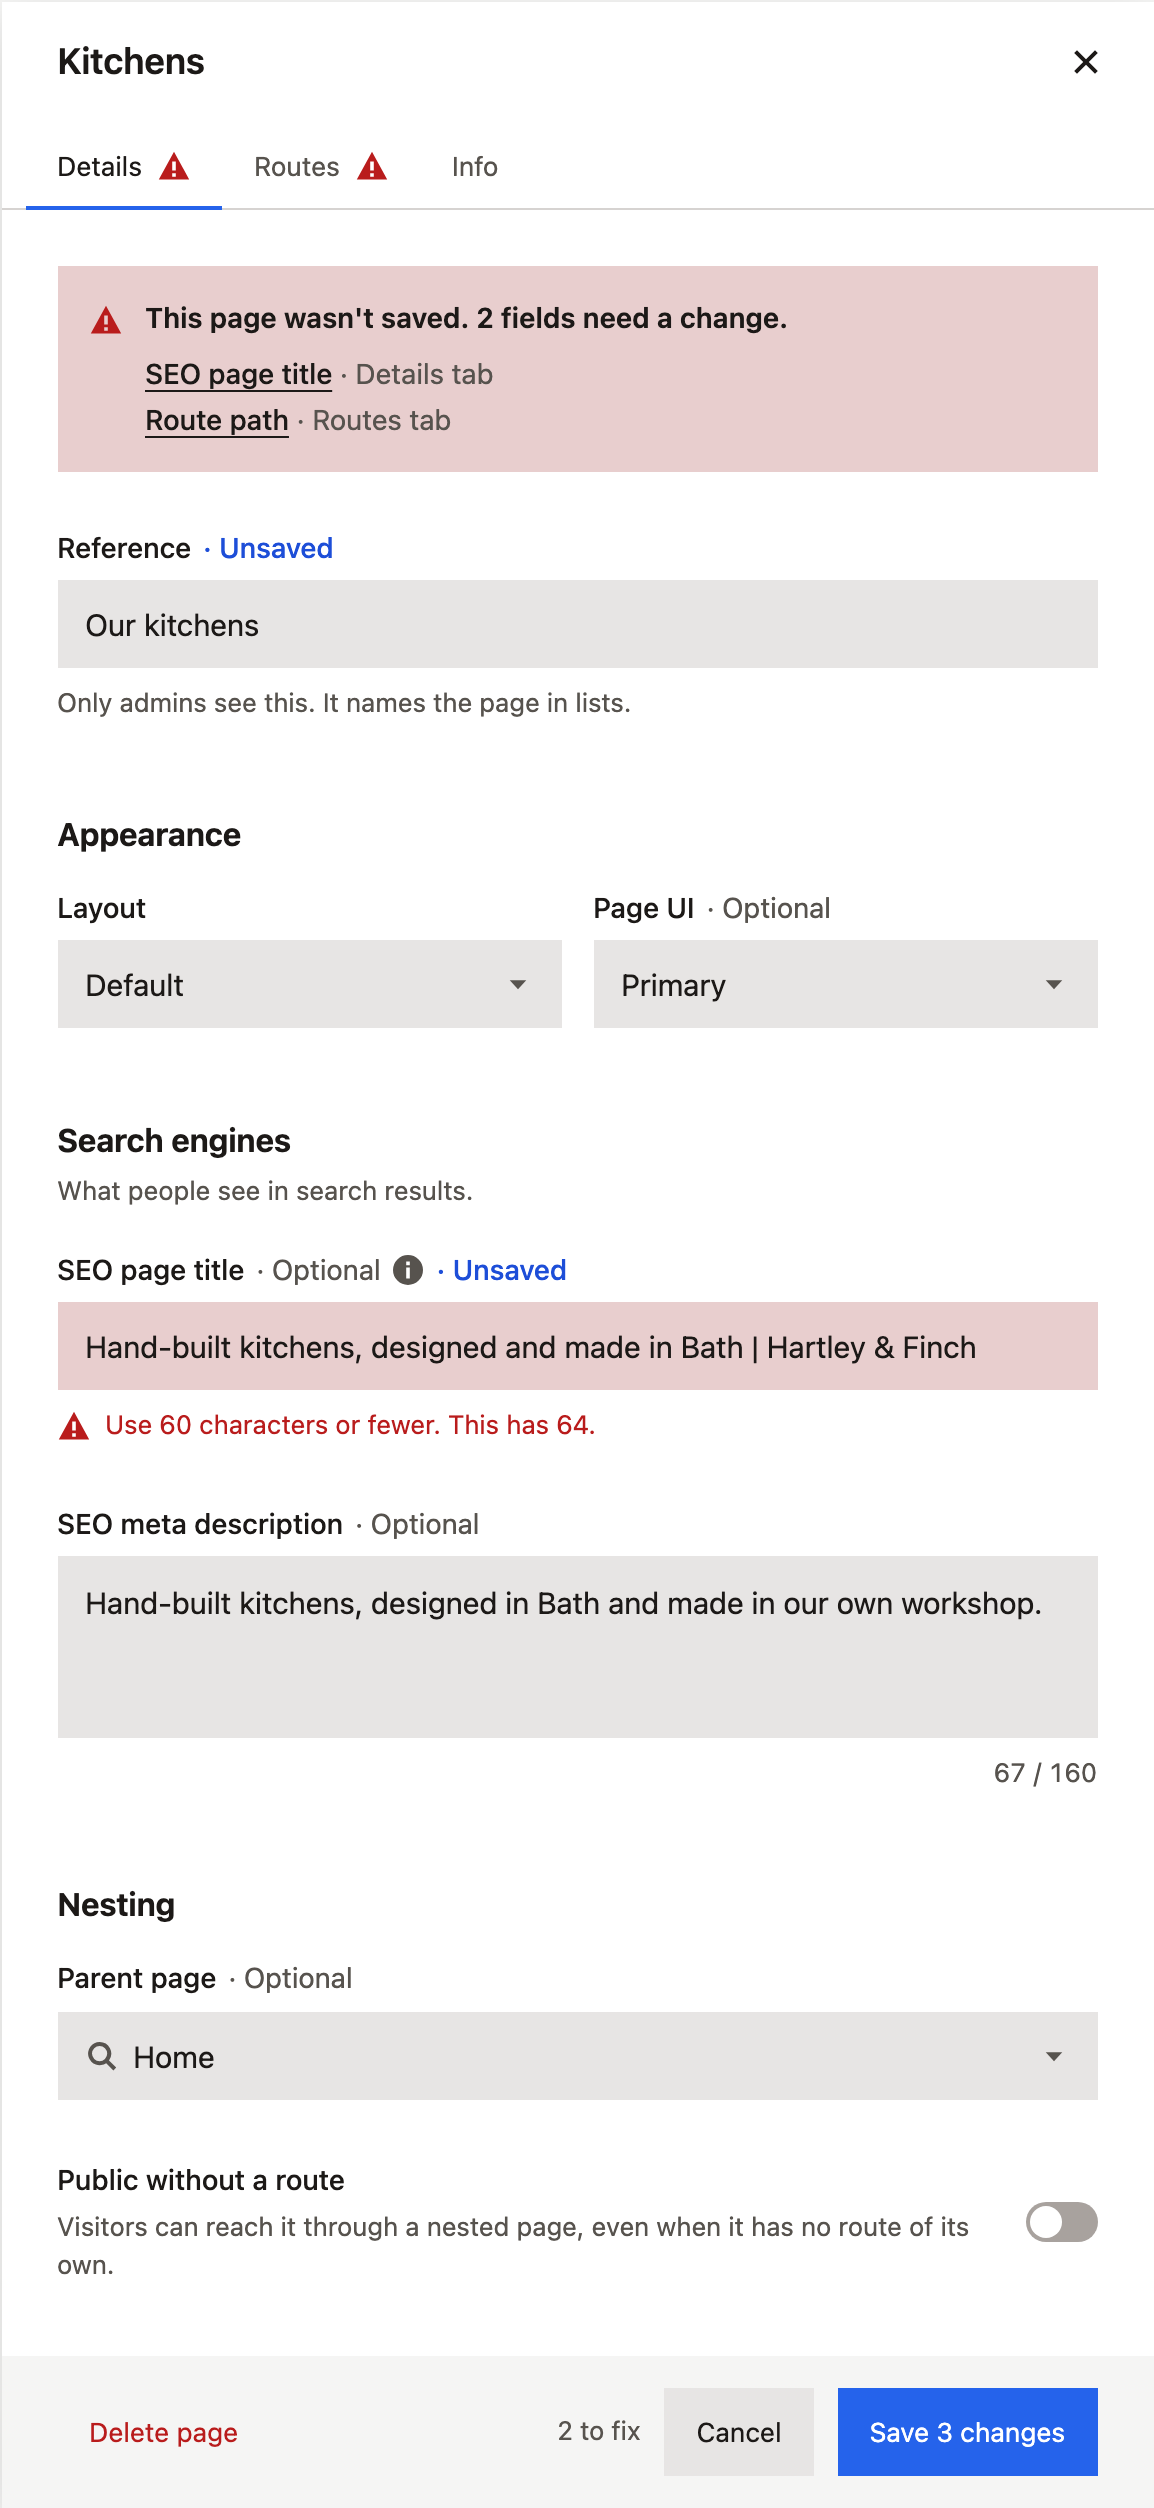 Kitchens
Details
Routes
Info
This page wasn't saved. 2 fields need a change.
SEO page title · Details tab
Route path · Routes tab
Reference · Unsaved
Our kitchens
Only admins see this. It names the page in lists.
Appearance
Layout
Page UI · Optional
Default
Primary
Search engines
What people see in search results.
SEO page title · Optional · Unsaved
Hand-built kitchens, designed and made in Bath | Hartley & Finch
Use 60 characters or fewer. This has 64.
SEO meta description · Optional
Hand-built kitchens, designed in Bath and made in our own workshop.
67 / 160
Nesting
Parent page · Optional
Home
Public without a route
Visitors can reach it through a nested page, even when it has no route of its
own.
Delete page
2 to fix
Cancel
Save 3 changes